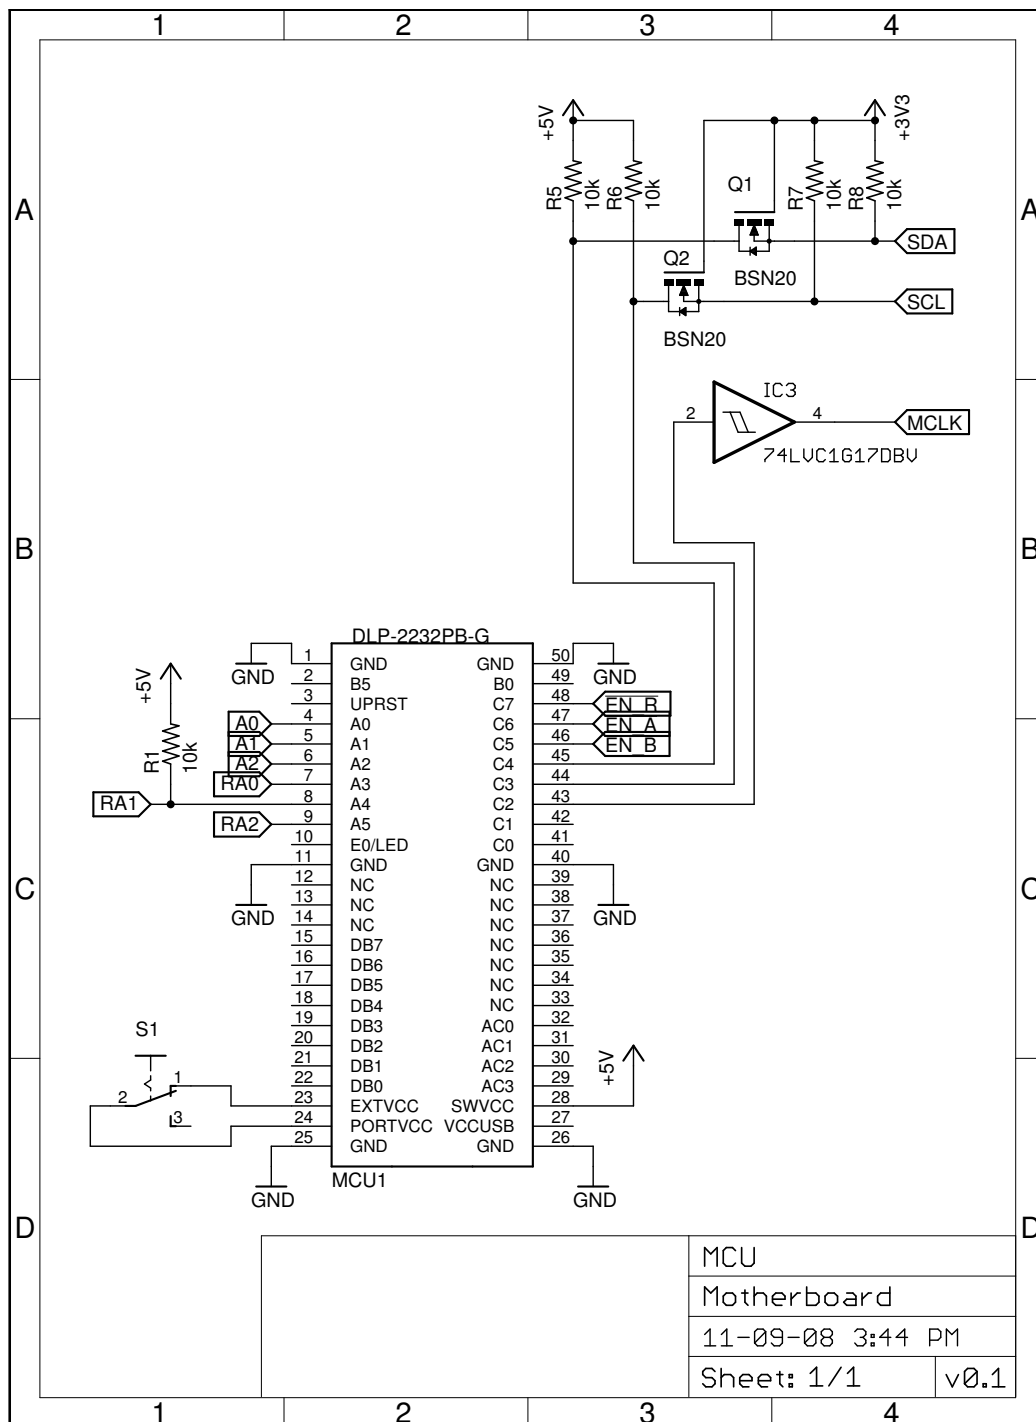 1 2 3 4
A A
B B
C C
D D
1 2 3 4
+5V
+3V3
R5 10k
R6 10k
R7 10k
R8 10k
Q1
BSN20
SDA
Q2
BSN20
SCL
IC3
2 4
MCLK
74LVC1G17DBV
DLP-2232PB-G
MCU1
GND
GND
+5V
R1 10k
A0
A1
A2
RA0
RA1
RA2
EN_R
EN_A
EN_B
1 GND GND 50
2 B5 B0 49
3 UPRST C7 48
4 A0 C6 47
5 A1 C5 46
6 A2 C4 45
7 A3 C3 44
8 A4 C2 43
9 A5 C1 42
10 E0/LED C0 41
11 GND GND 40
12 NC NC 39
13 NC NC 38
14 NC NC 37
15 DB7 NC 36
16 DB6 NC 35
17 DB5 NC 34
18 DB4 NC 33
19 DB3 AC0 32
20 DB2 AC1 31
21 DB1 AC2 30
22 DB0 AC3 29
23 EXTVCC SWVCC 28
24 PORTVCC VCCUSB 27
25 GND GND 26
GND
GND
S1
1
2
3
+5V
GND
GND
MCU
Motherboard
11-09-08 3:44 PM
Sheet: 1/1 v0.1